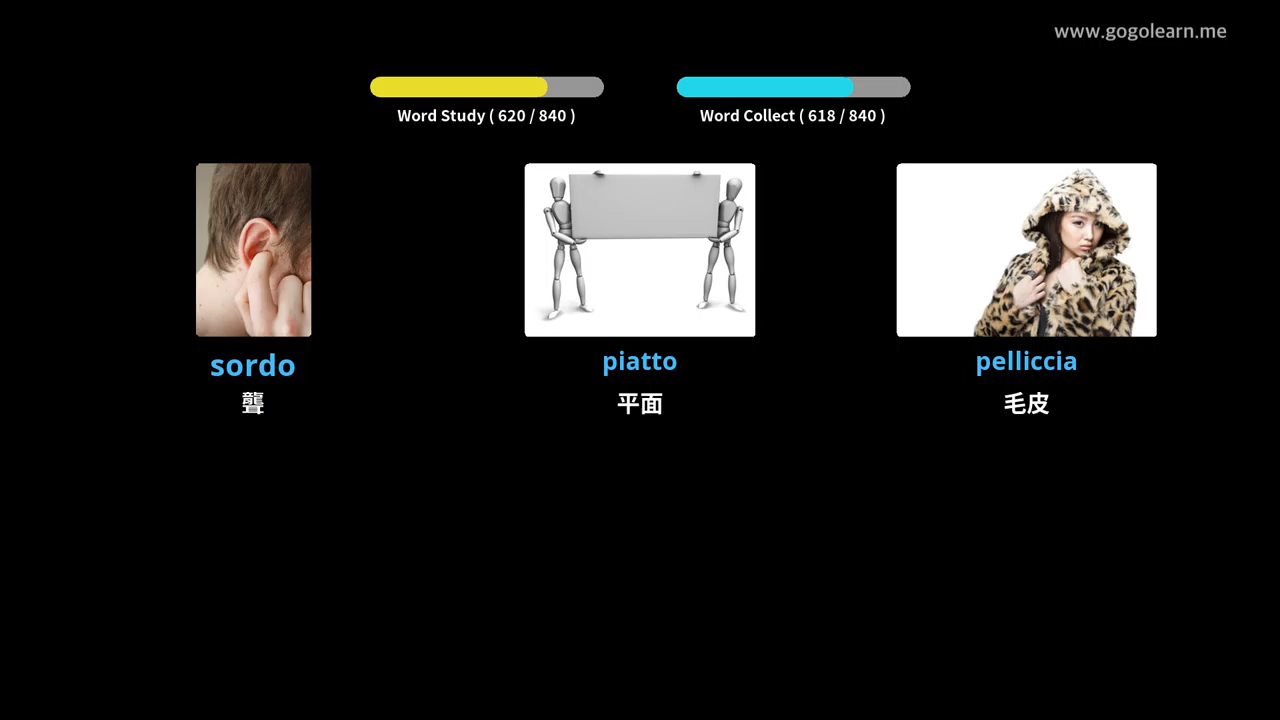 www.gogolearn.me
Word Study ( 620 / 840 )
Word Collect ( 618 / 840 )
sordo
聾
piatto
平面
pelliccia
毛皮